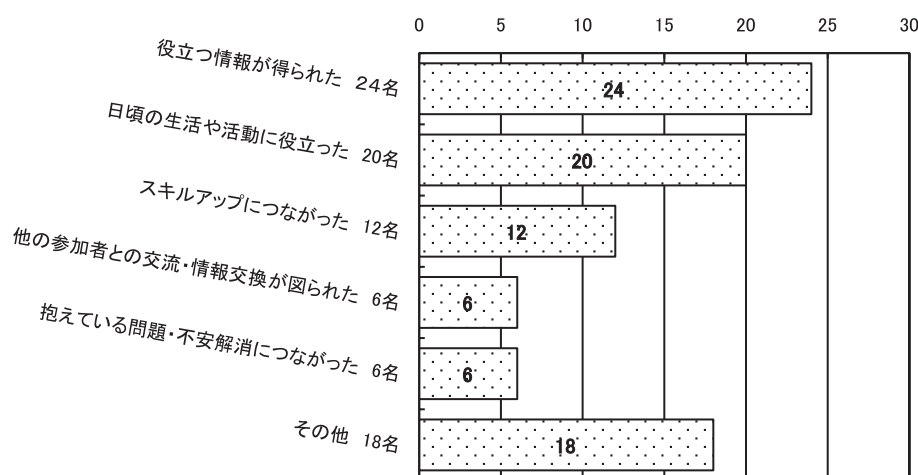 0 5 10 15 20 25 30
役立つ情報が得られた 24名
24
日頃の生活や活動に役立った 20名
20
スキルアップにつながった 12名
12
他の参加者との交流・情報交換が図られた 6名
6
抱えている問題・不安解消につながった 6名
6
その他 18名
18